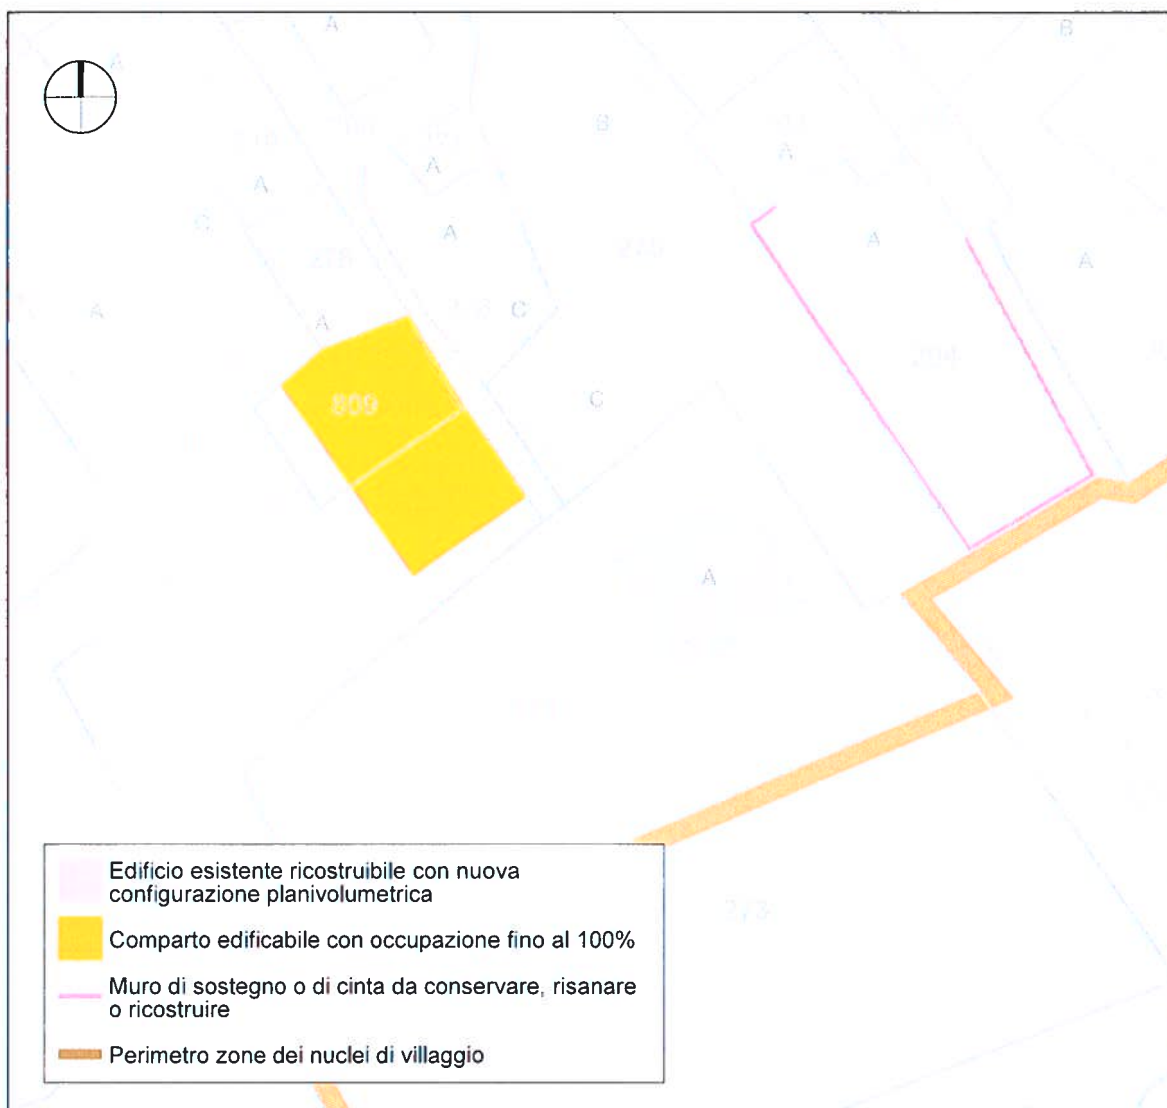 A
B
A
B
A
A
A
C
A
A
A
A
C
A
809
C
A
Edificio esistente ricostruibile con nuova
configurazione planivolumetrica
Comparto edificabile con occupazione fino al 100%
Muro di sostegno o di cinta da conservare, risanare
o ricostruire
Perimetro zone dei nuclei di villaggio